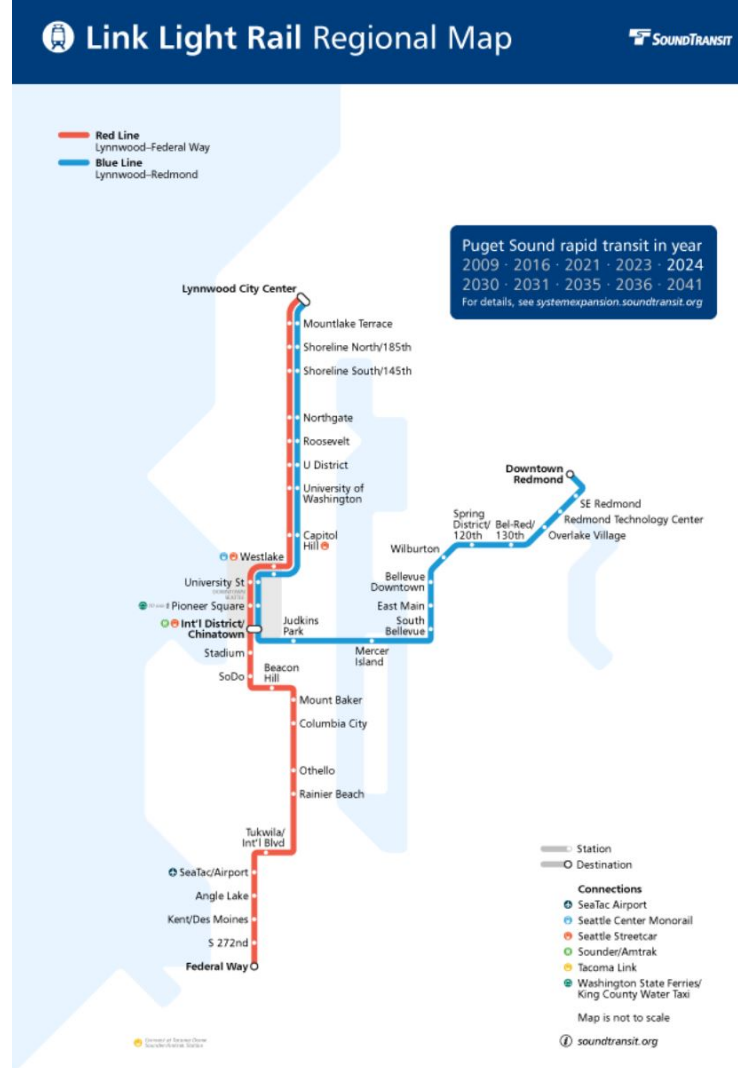 Link Light Rail Regional Map
SOUNDTRANSIT
Red Line
Lynnwood–Federal Way
Blue Line
Lynnwood–Redmond
Puget Sound rapid transit in year
2009 · 2016 · 2021 · 2023 · 2024
2030 · 2031 · 2035 · 2036 · 2041
For details, see systemexpansion.soundtransit.org
Lynnwood City Center
Mountlake Terrace
Shoreline North/185th
Shoreline South/145th
Northgate
Roosevelt
U District
University of
Washington
Capitol
Hill
Westlake
University St
DOWNTOWN
SEATTLE
Pioneer Square
Int'l District/
Chinatown
Stadium
SoDo
Beacon
Hill
Mount Baker
Columbia City
Othello
Rainier Beach
Tukwila/
Int'l Blvd
SeaTac/Airport
Angle Lake
Kent/Des Moines
S 272nd
Federal Way
Judkins
Park
Mercer
Island
South
Bellevue
East Main
Bellevue
Downtown
Wilburton
Spring
District/
120th
Bel-Red/
130th
Overlake Village
Redmond Technology Center
SE Redmond
Downtown
Redmond
Station
Destination
Connections
SeaTac Airport
Seattle Center Monorail
Seattle Streetcar
Sounder/Amtrak
Tacoma Link
Washington State Ferries/
King County Water Taxi
Map is not to scale
soundtransit.org